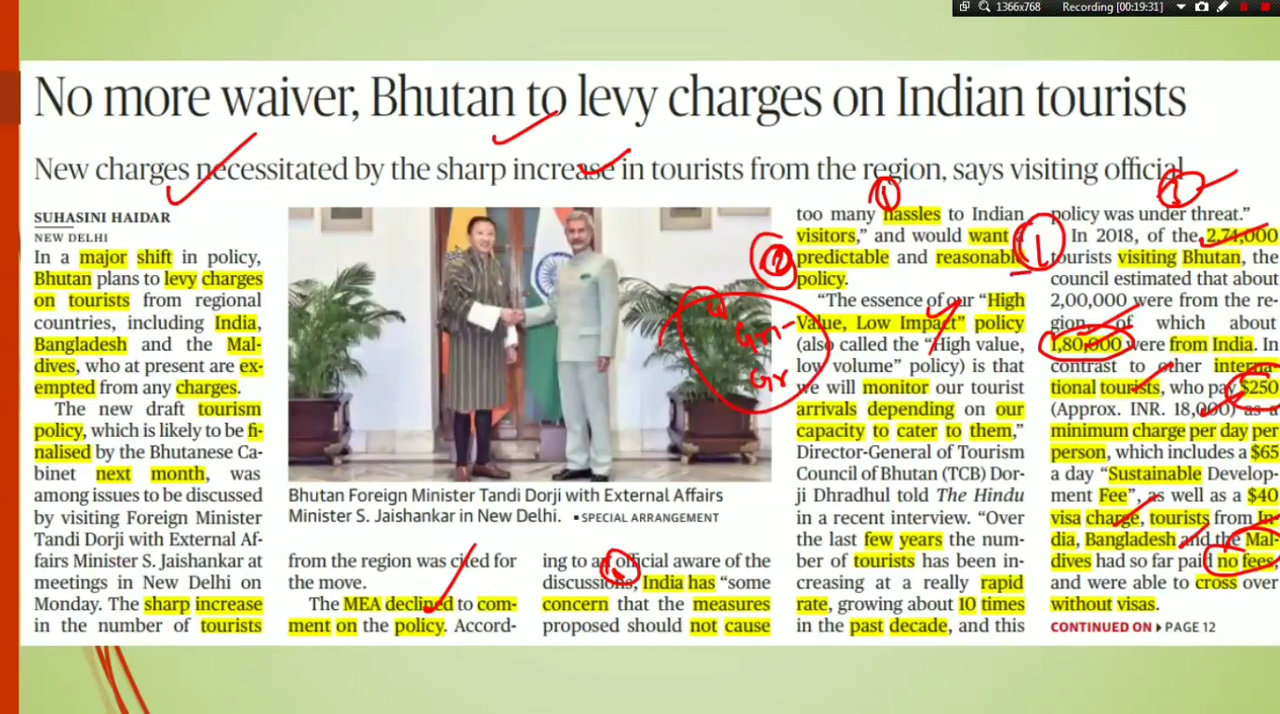 1366x768
Recording [00:19:31]
No more waiver, Bhutan to levy charges on Indian tourists
New charges necessitated by the sharp increase in tourists from the region, says visiting official
SUHASINI HAIDAR
NEW DELHI
In a major shift in policy,
Bhutan plans to levy charges
on tourists from regional
countries, including India,
Bangladesh and the Mal-
dives, who at present are ex-
empted from any charges.
The new draft tourism
policy, which is likely to be fi-
nalised by the Bhutanese Ca-
binet next month, was
among issues to be discussed
by visiting Foreign Minister
Tandi Dorji with External Af-
fairs Minister S. Jaishankar at
meetings in New Delhi on
Monday. The sharp increase
in the number of tourists
Bhutan Foreign Minister Tandi Dorji with External Affairs
Minister S. Jaishankar in New Delhi. ▪SPECIAL ARRANGEMENT
from the region was cited for
the move.
The MEA declined to com-
ment on the policy. Accord-
ing to an official aware of the
discussions, India has “some
concern that the measures
proposed should not cause
too many hassles to Indian
visitors,” and would want a
predictable and reasonable
policy.
“The essence of our “High
Value, Low Impact” policy
(also called the “High value,
low volume” policy) is that
we will monitor our tourist
arrivals depending on our
capacity to cater to them,”
Director-General of Tourism
Council of Bhutan (TCB) Dor-
ji Dhradhul told The Hindu
in a recent interview. “Over
the last few years the num-
ber of tourists has been in-
creasing at a really rapid
rate, growing about 10 times
in the past decade, and this
policy was under threat.”
In 2018, of the 2,74,000
tourists visiting Bhutan, the
council estimated that about
2,00,000 were from the re-
gion, of which about
1,80,000 were from India. In
contrast to other interna-
tional tourists, who pay $250
(Approx. INR. 18,000) as a
minimum charge per day per
person, which includes a $65
a day “Sustainable Develop-
ment Fee”, as well as a $40
visa charge, tourists from In-
dia, Bangladesh and the Mal-
dives had so far paid no fees,
and were able to cross over
without visas.
CONTINUED ON ▸ PAGE 12